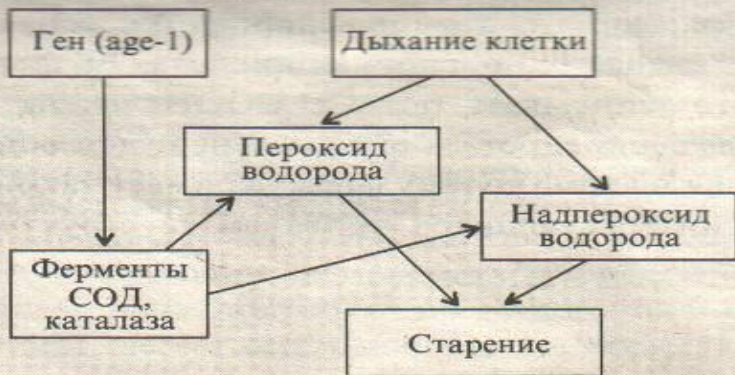 Ген (age-1)
Дыхание клетки
Пероксид
водорода
Надпероксид
водорода
Ферменты
СОД,
каталаза
Старение